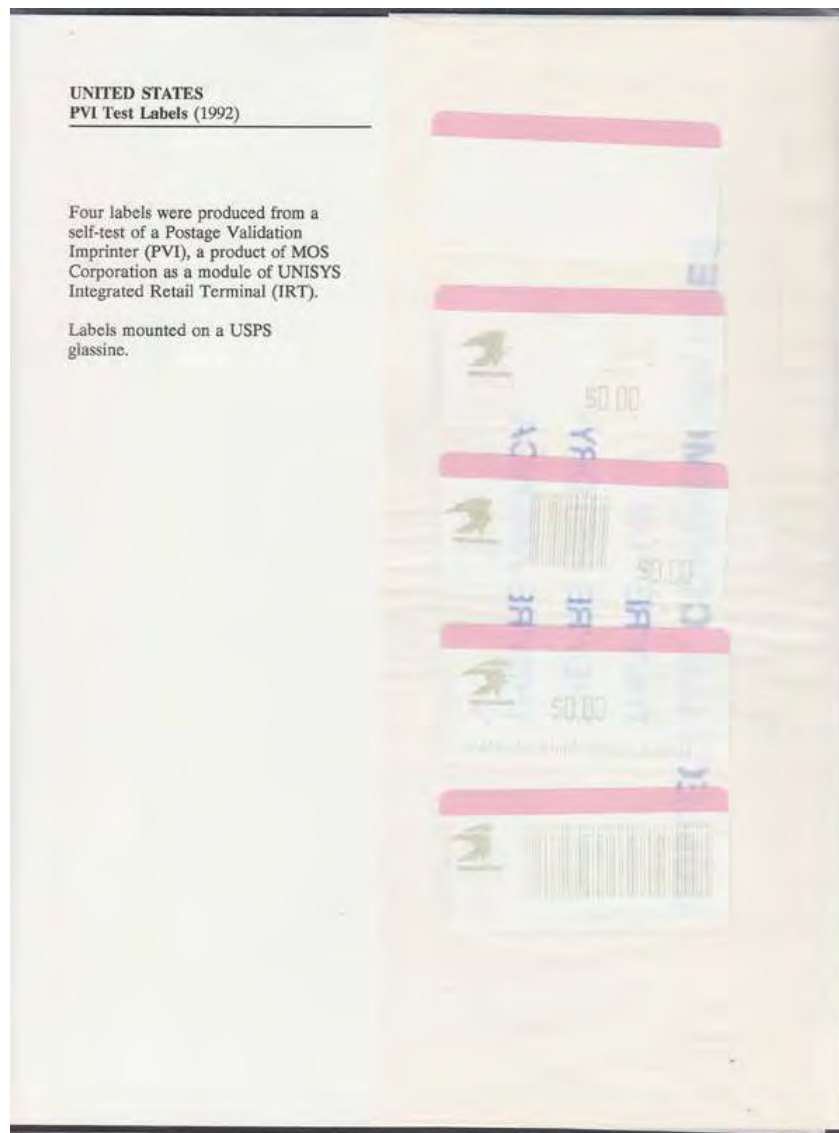 UNITED STATES
PVI Test Labels (1992)
Four labels were produced from a
self-test of a Postage Validation
Imprinter (PVI), a product of MOS
Corporation as a module of UNISYS
Integrated Retail Terminal (IRT).
Labels mounted on a USPS
glassine.
$0.00
$0.00
$0.00